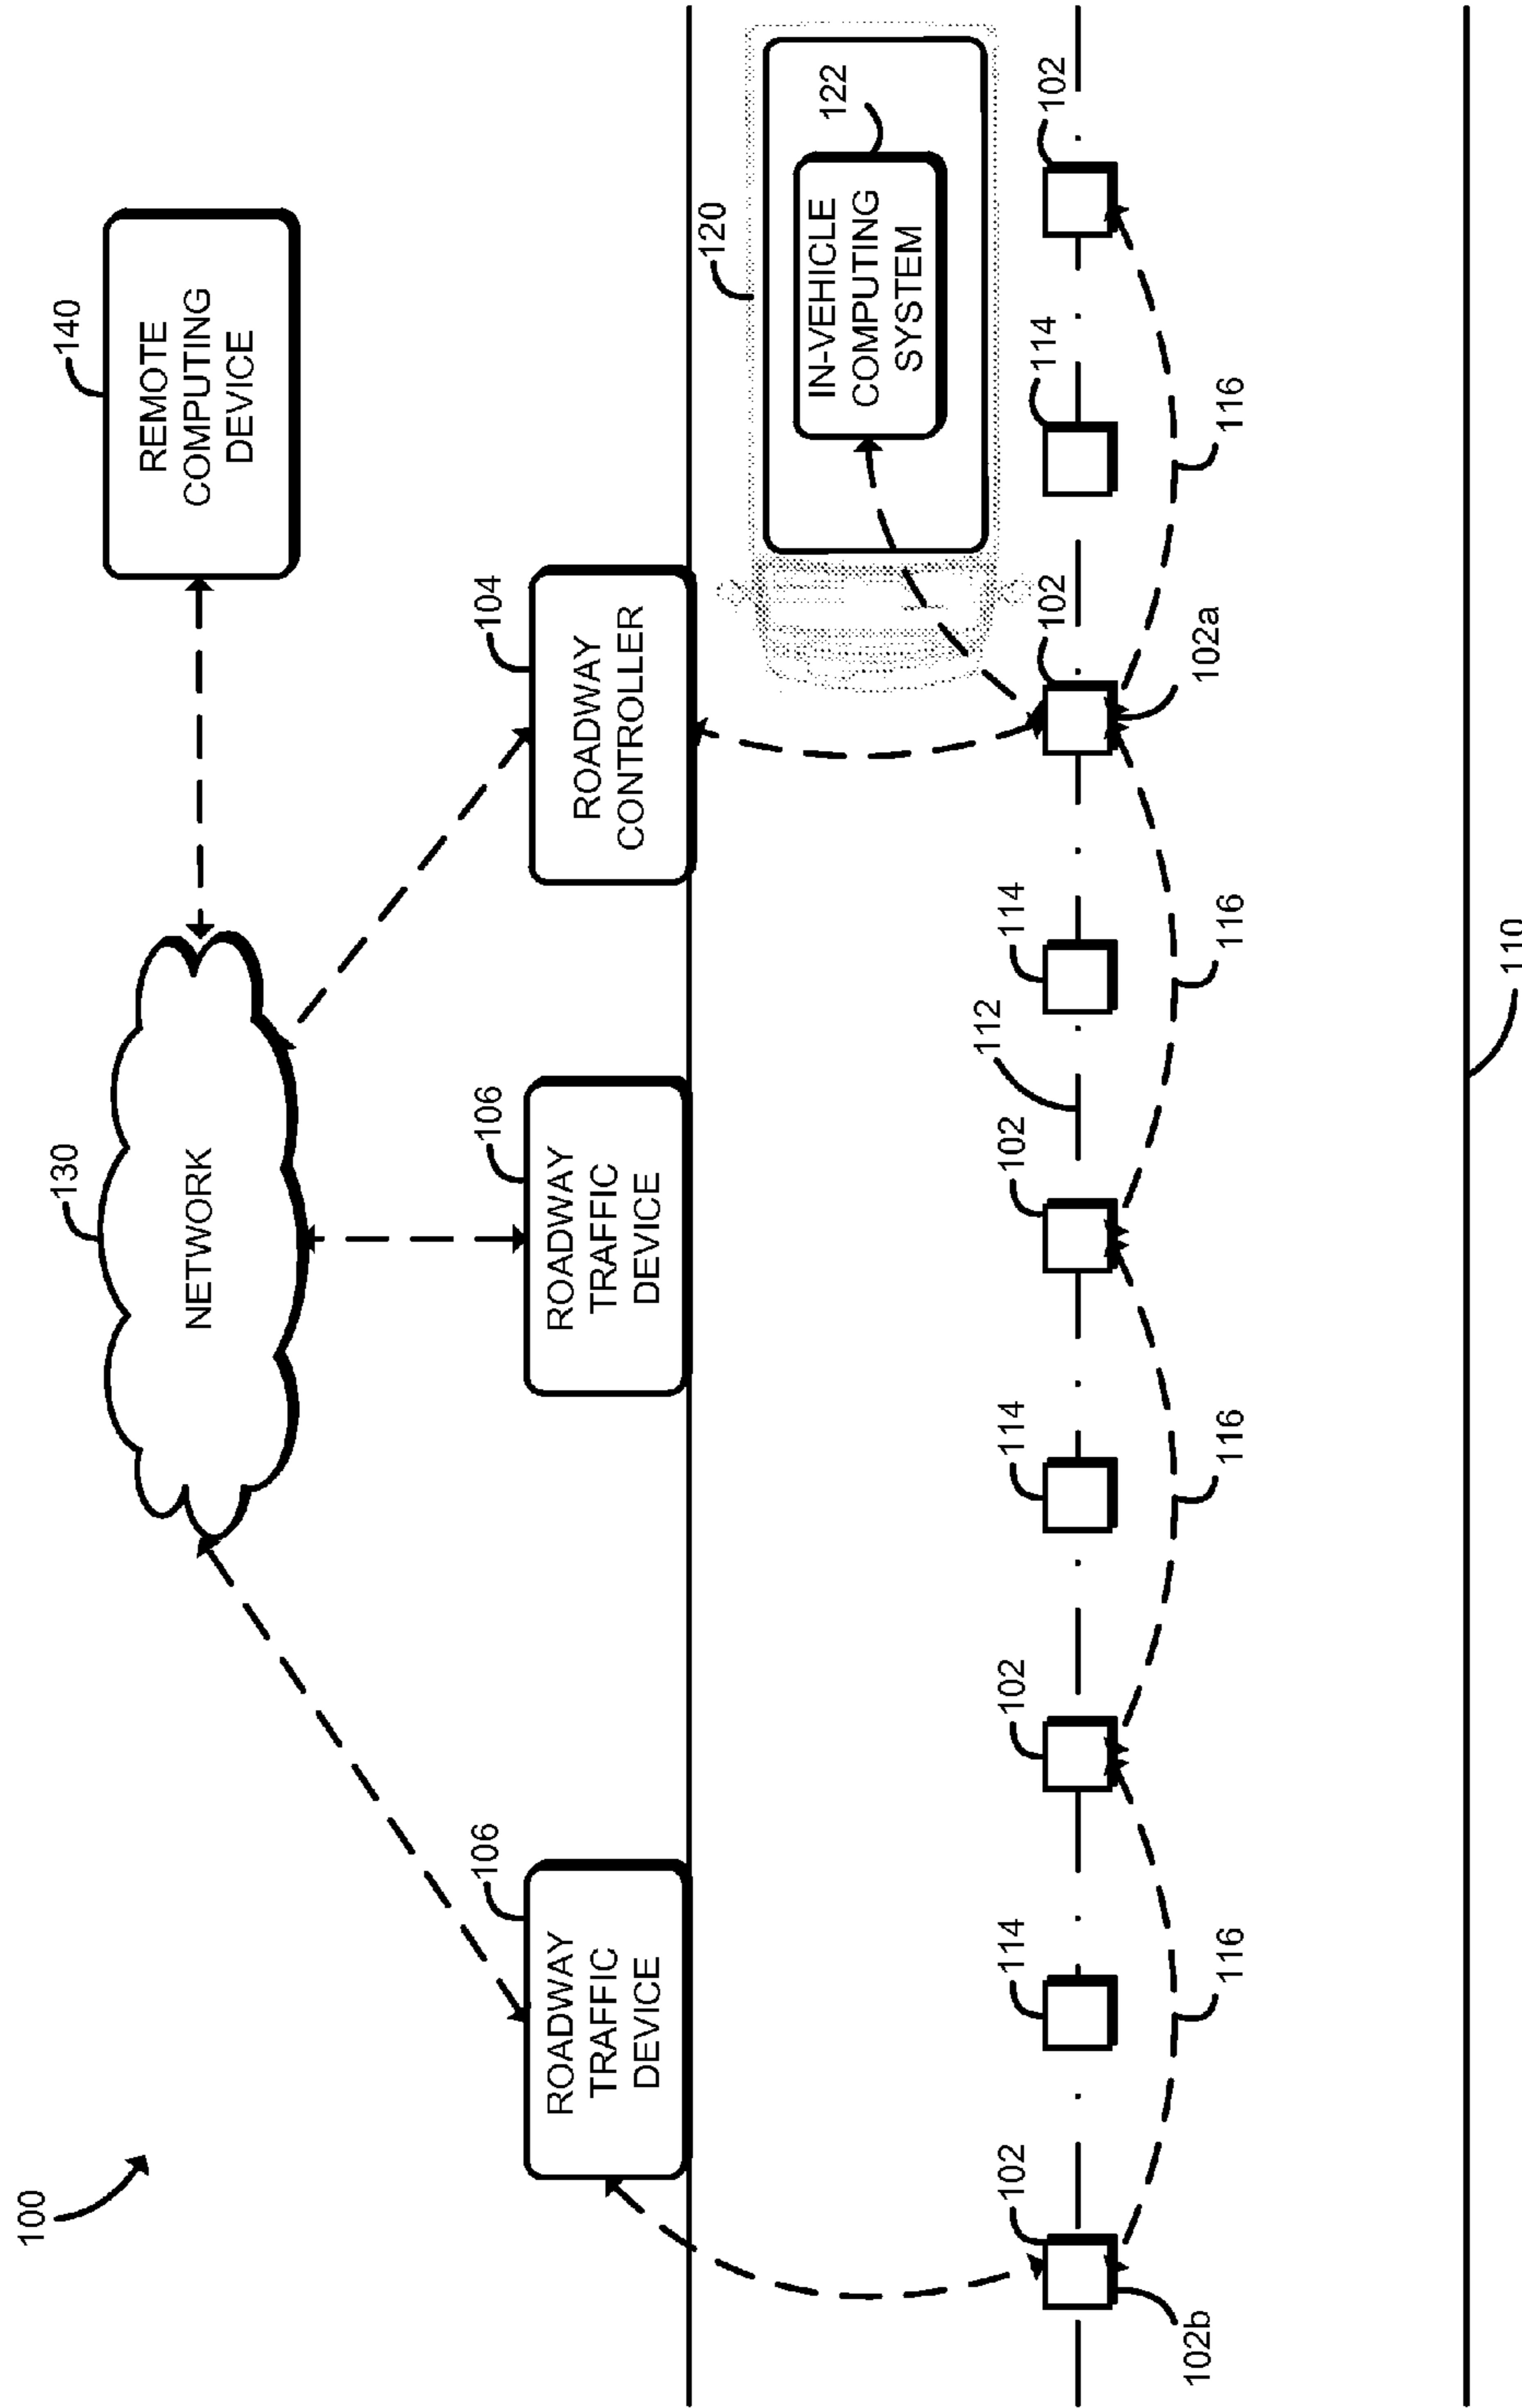 100
130
NETWORK
140
REMOTE
COMPUTING
DEVICE
106
ROADWAY
TRAFFIC
DEVICE
106
ROADWAY
TRAFFIC
DEVICE
104
ROADWAY
CONTROLLER
120
122
IN-VEHICLE
COMPUTING
SYSTEM
102
114
102
114
102
112
114
102
114
102
102b
116
116
116
102a
116
110